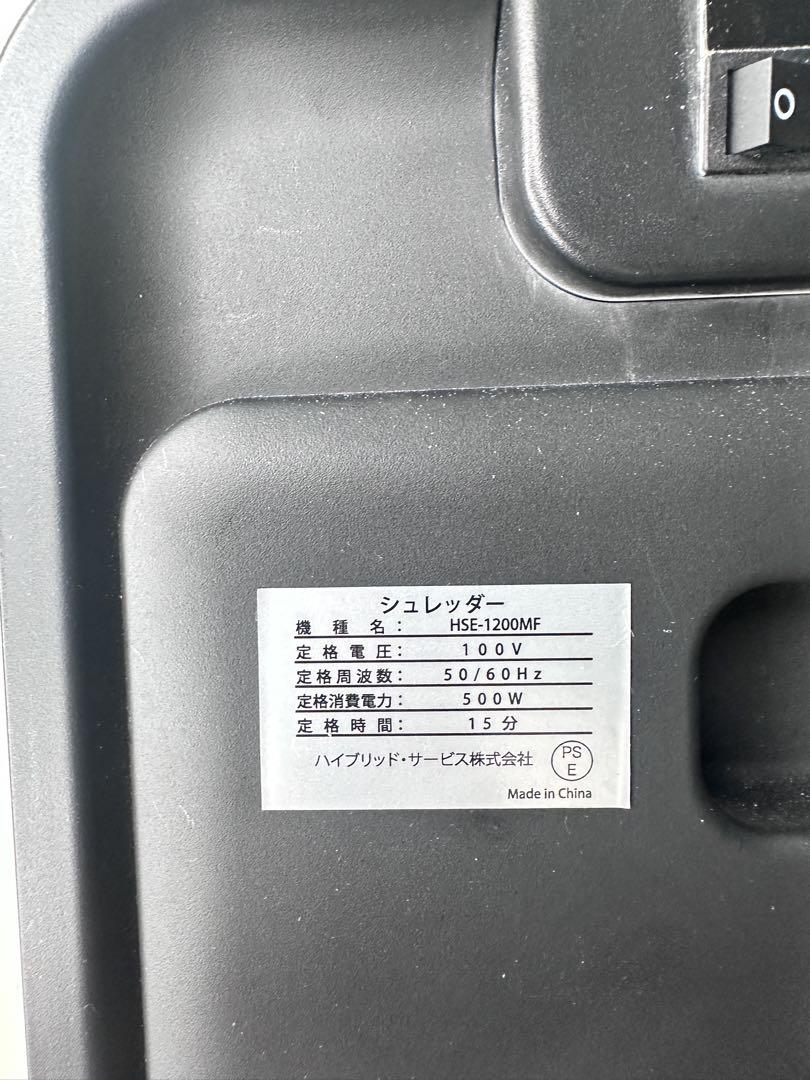 O
シュレッダー
機種名： HSE-1200MF
定格電圧： 100V
定格周波数： 50/60Hz
定格消費電力： 500W
定格時間： 15分
ハイブリッド・サービス株式会社 PS E
Made in China